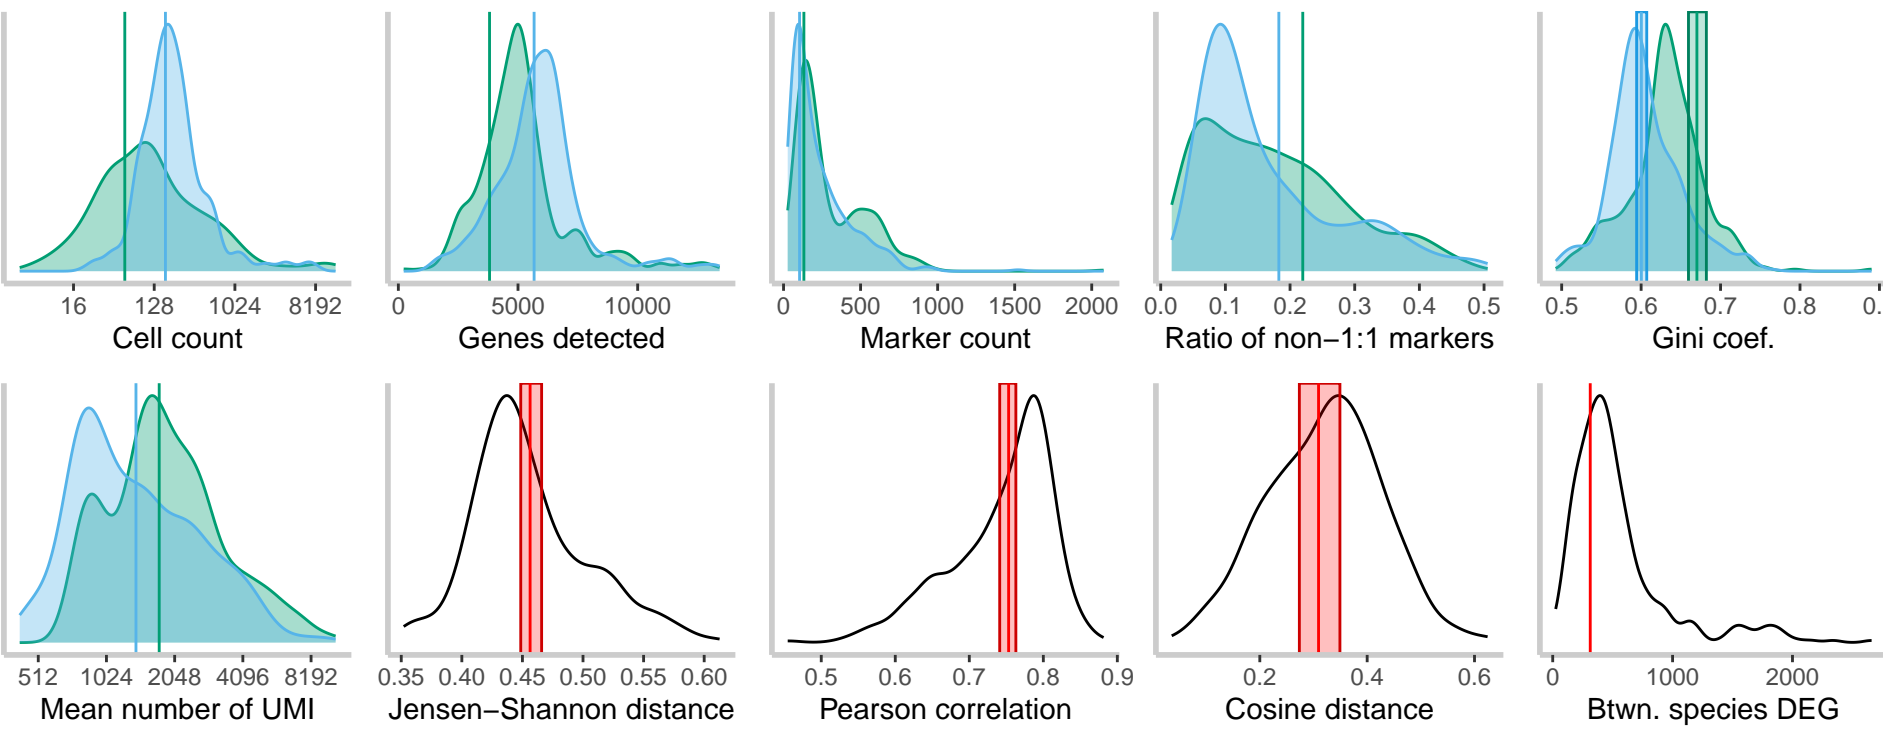 16 128 1024 8192
Cell count
0 5000 10000
Genes detected
0 500 1000 1500 2000
Marker count
0.0 0.1 0.2 0.3 0.4 0.5
Ratio of non−1:1 markers
0.5 0.6 0.7 0.8 0.
Gini coef.
512 1024 2048 4096 8192
Mean number of UMI
0.35 0.40 0.45 0.50 0.55 0.60
Jensen−Shannon distance
0.5 0.6 0.7 0.8 0.9
Pearson correlation
0.2 0.4 0.6
Cosine distance
0 1000 2000
Btwn. species DEG